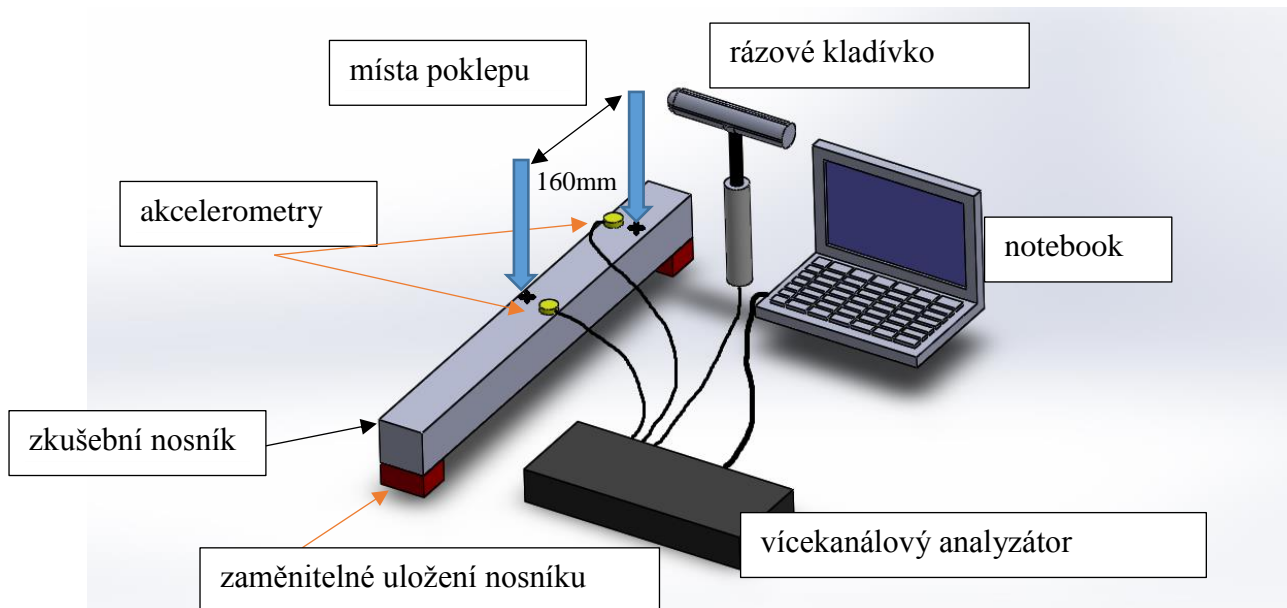 rázové kladívko
místa poklepu
160mm
akcelerometry
notebook
zkušební nosník
vícekanálový analyzátor
zaměnitelné uložení nosníku